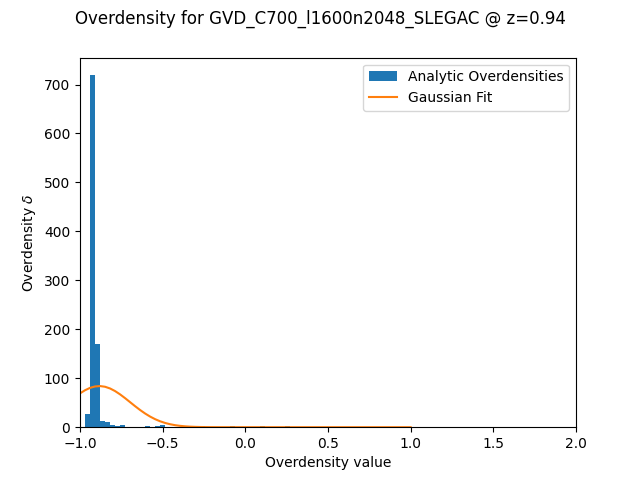 Overdensity for GVD_C700_l1600n2048_SLEGAC @ z=0.94
Analytic Overdensities
Gaussian Fit
Overdensity δ
700
600
500
400
300
200
100
0
−1.0 −0.5 0.0 0.5 1.0 1.5 2.0
Overdensity value